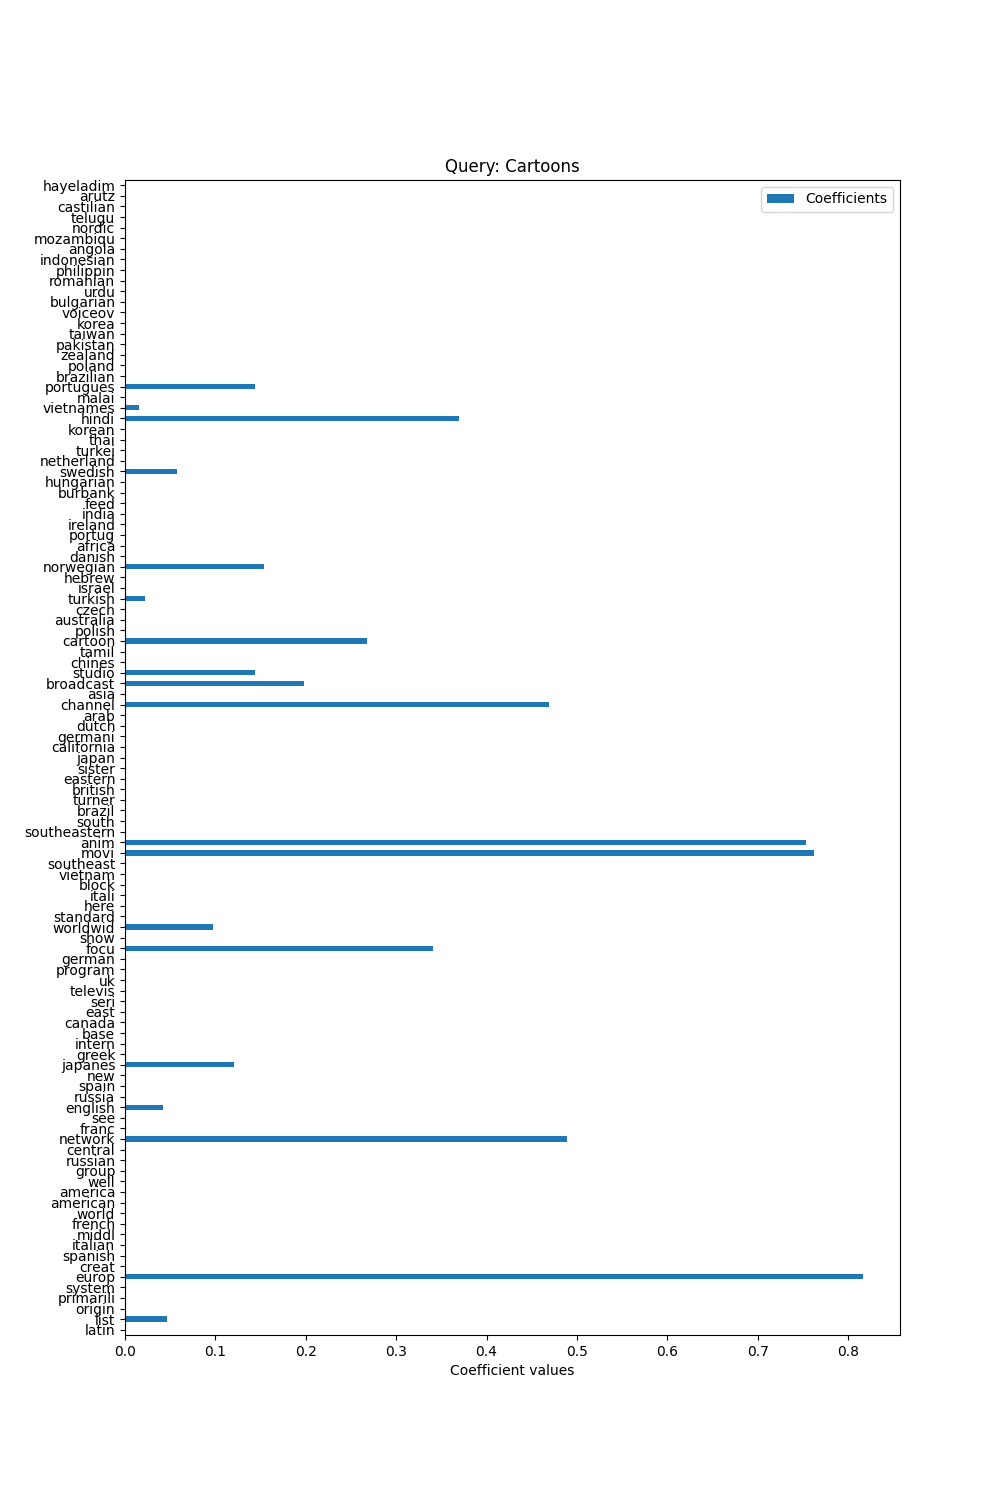 Query: Cartoons
Coefficients
hayeladim
arutz
castilian
telugu
nordic
mozambiqu
angola
indonesian
philippin
romanian
urdu
bulgarian
voiceov
korea
taiwan
pakistan
zealand
poland
brazilian
portugues
malai
vietnames
hindi
korean
thai
turkei
netherland
swedish
hungarian
burbank
feed
india
ireland
portug
africa
danish
norwegian
hebrew
israel
turkish
czech
australia
polish
cartoon
tamil
chines
studio
broadcast
asia
channel
arab
dutch
germani
california
japan
sister
eastern
british
turner
brazil
south
southeastern
anim
movi
southeast
vietnam
block
itali
here
standard
worldwid
show
focu
german
program
uk
televis
seri
east
canada
base
intern
greek
japanes
new
spain
russia
english
see
franc
network
central
russian
group
well
america
american
world
french
middl
italian
spanish
creat
europ
system
primarili
origin
list
latin
0.0 0.1 0.2 0.3 0.4 0.5 0.6 0.7 0.8
Coefficient values